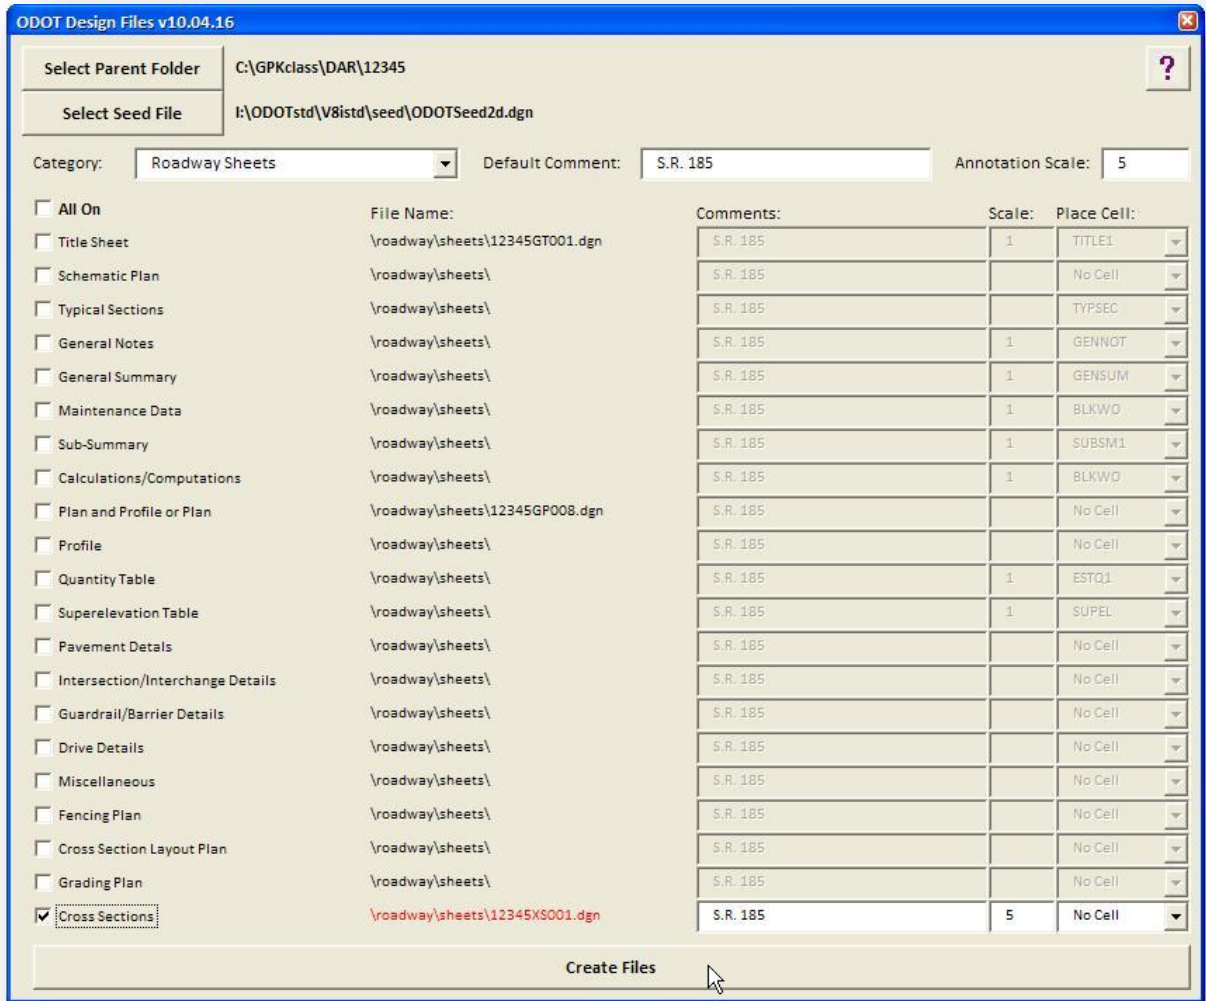 ODOT Design Files v10.04.16
Select Parent Folder C:\GPKclass\DAR\12345 ?
Select Seed File I:\ODOTstd\V8istd\seed\ODOTSeed2d.dgn
Category: Roadway Sheets Default Comment: S.R. 185 Annotation Scale: 5
All On File Name: Comments: Scale: Place Cell:
Title Sheet \roadway\sheets\12345GT001.dgn S.R. 185 1 TITLE1
Schematic Plan \roadway\sheets\ S.R. 185 No Cell
Typical Sections \roadway\sheets\ S.R. 185 TYPSEC
General Notes \roadway\sheets\ S.R. 185 1 GENNOT
General Summary \roadway\sheets\ S.R. 185 1 GENSUM
Maintenance Data \roadway\sheets\ S.R. 185 1 BLKWO
Sub-Summary \roadway\sheets\ S.R. 185 1 SUBSM1
Calculations/Computations \roadway\sheets\ S.R. 185 1 BLKWO
Plan and Profile or Plan \roadway\sheets\12345GP008.dgn S.R. 185 No Cell
Profile \roadway\sheets\ S.R. 185 No Cell
Quantity Table \roadway\sheets\ S.R. 185 1 ESTQ1
Superelevation Table \roadway\sheets\ S.R. 185 1 SUPEL
Pavement Detals \roadway\sheets\ S.R. 185 No Cell
Intersection/Interchange Details \roadway\sheets\ S.R. 185 No Cell
Guardrail/Barrier Details \roadway\sheets\ S.R. 185 No Cell
Drive Details \roadway\sheets\ S.R. 185 No Cell
Miscellaneous \roadway\sheets\ S.R. 185 No Cell
Fencing Plan \roadway\sheets\ S.R. 185 No Cell
Cross Section Layout Plan \roadway\sheets\ S.R. 185 No Cell
Grading Plan \roadway\sheets\ S.R. 185 No Cell
Cross Sections \roadway\sheets\12345XS001.dgn S.R. 185 5 No Cell
Create Files